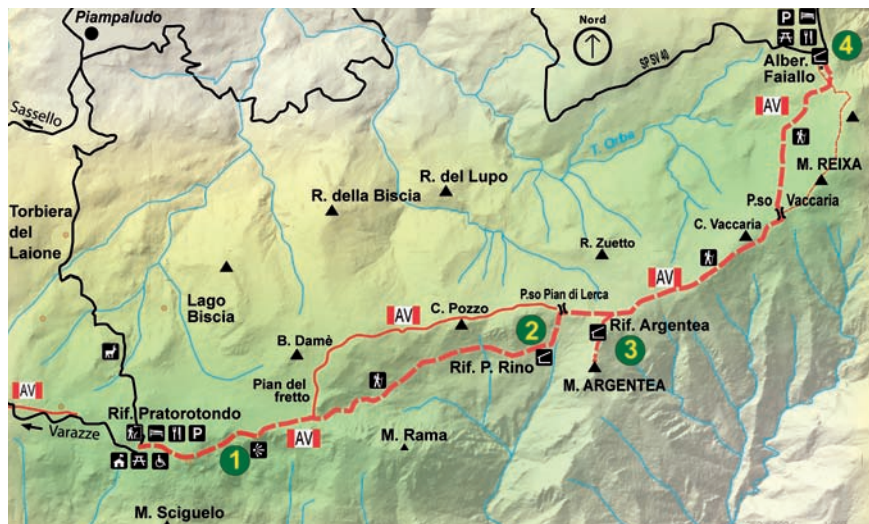 Piampaludo
Nord
P
Alber.
Faiallo
4
SP SV 40
Sassello
AV
T. Orba
M. REIXA
R. del Lupo
R. della Biscia
P.so
Vaccaria
Torbiera
del
Laione
C. Vaccaria
R. Zuetto
AV
Lago
Biscia
P.so Pian di Lerca
AV
C. Pozzo
2
Rif. Argentea
3
B. Damè
Rif. P. Rino
M. ARGENTEA
Pian del
fretto
AV
Rif. Pratorotondo
P
Varazze
AV
M. Rama
1
M. Sciguelo